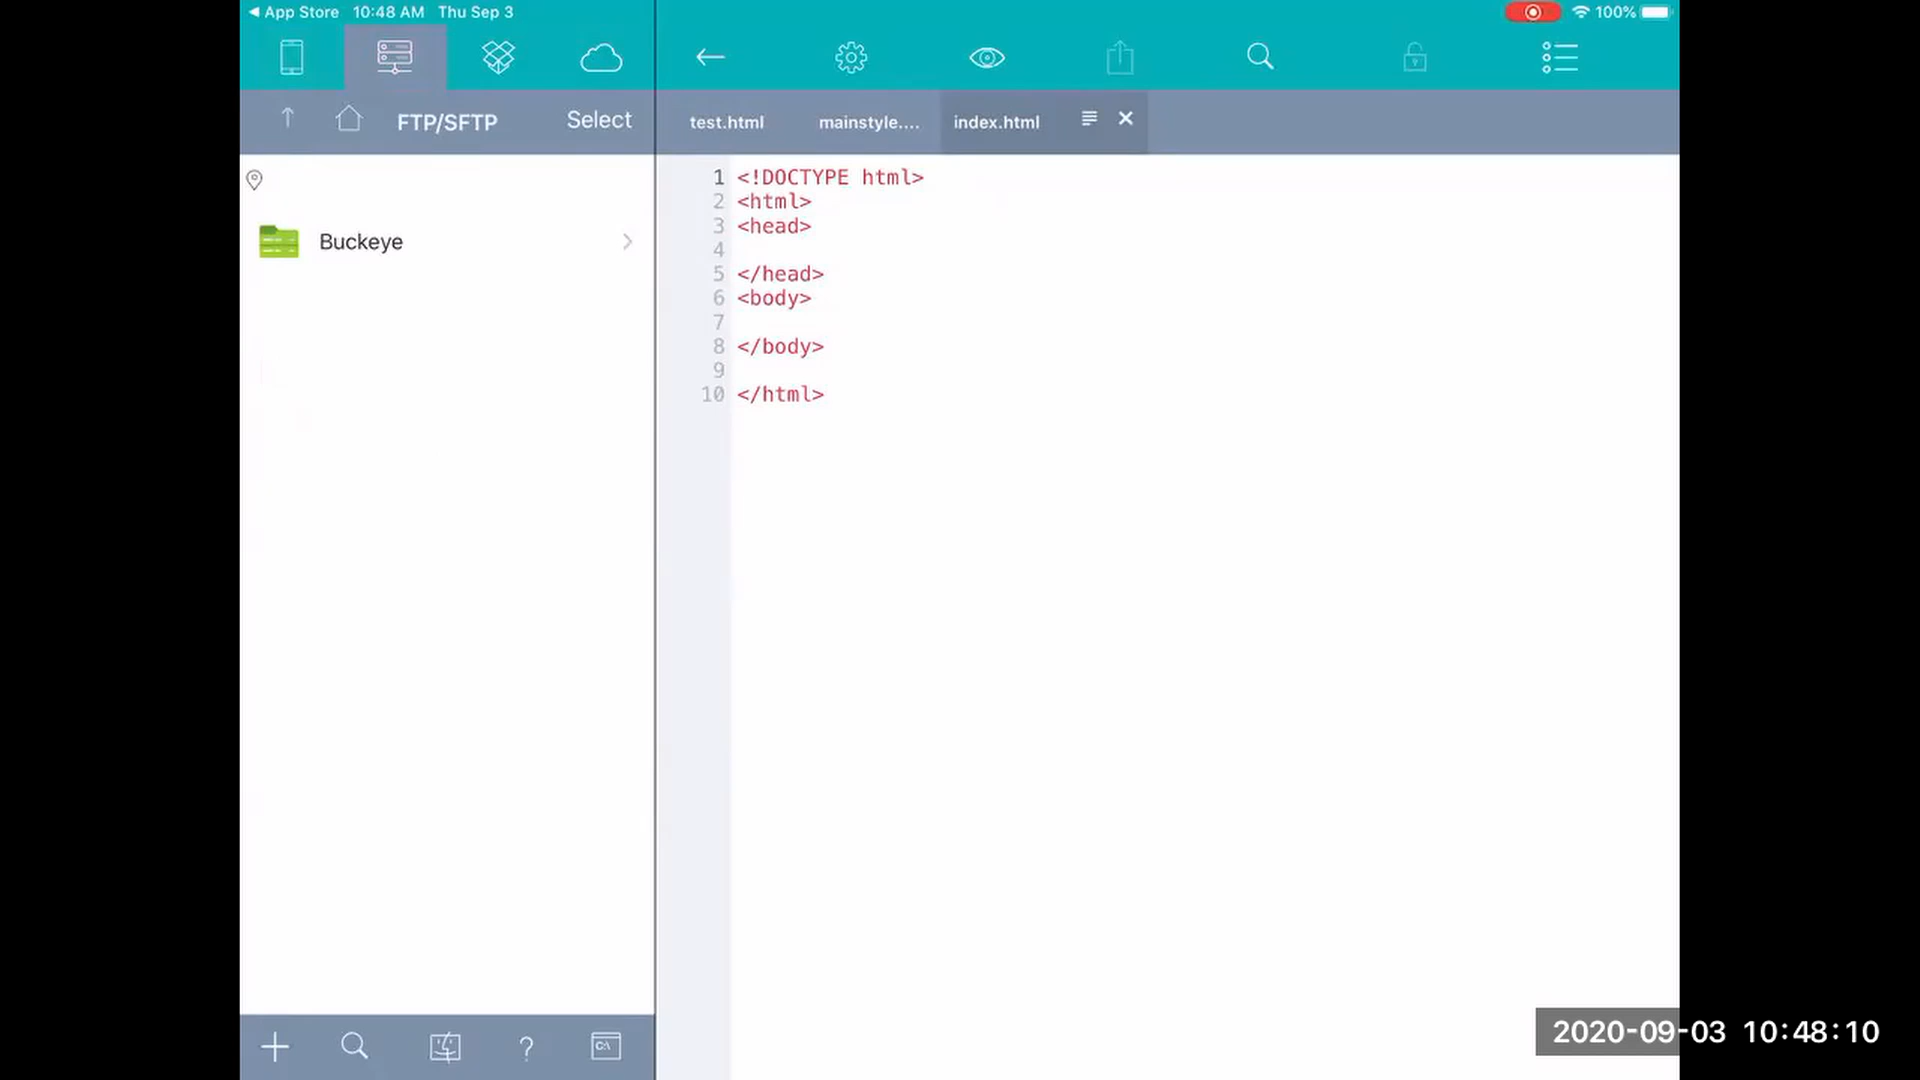 App Store 10:48 AM Thu Sep 3
100%
FTP/SFTP Select
test.html mainstyle.... index.html
Buckeye
1 <!DOCTYPE html>
2 <html>
3 <head>
4
5 </head>
6 <body>
7
8 </body>
9
10 </html>
?
C:\
2020-09-03 10:48:10